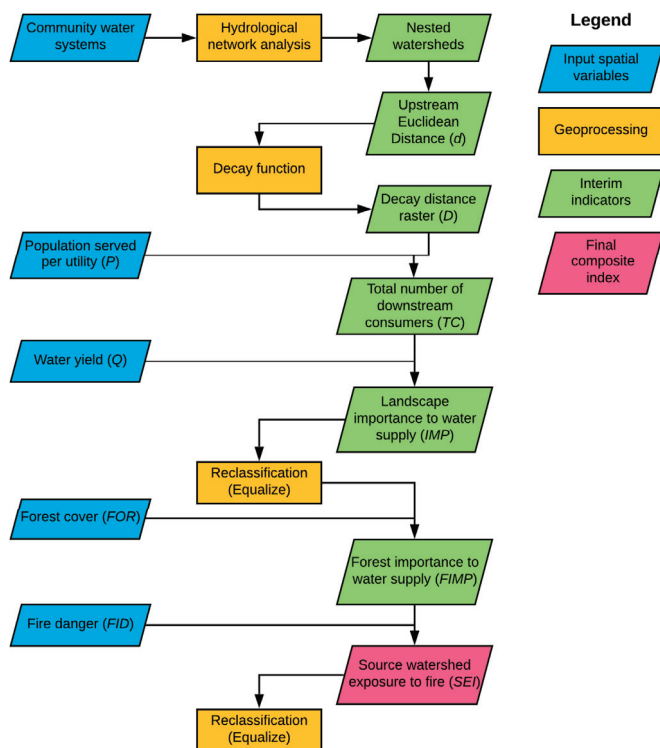 Community water
systems
Hydrological
network analysis
Nested
watersheds
Upstream
Euclidean
Distance (d)
Decay function
Decay distance
raster (D)
Population served
per utility (P)
Total number of
downstream
consumers (TC)
Water yield (Q)
Landscape
importance to water
supply (IMP)
Reclassification
(Equalize)
Forest cover (FOR)
Forest importance to
water supply (FIMP)
Fire danger (FID)
Source watershed
exposure to fire (SEI)
Reclassification
(Equalize)
Legend
Input spatial
variables
Geoprocessing
Interim
indicators
Final
composite
index